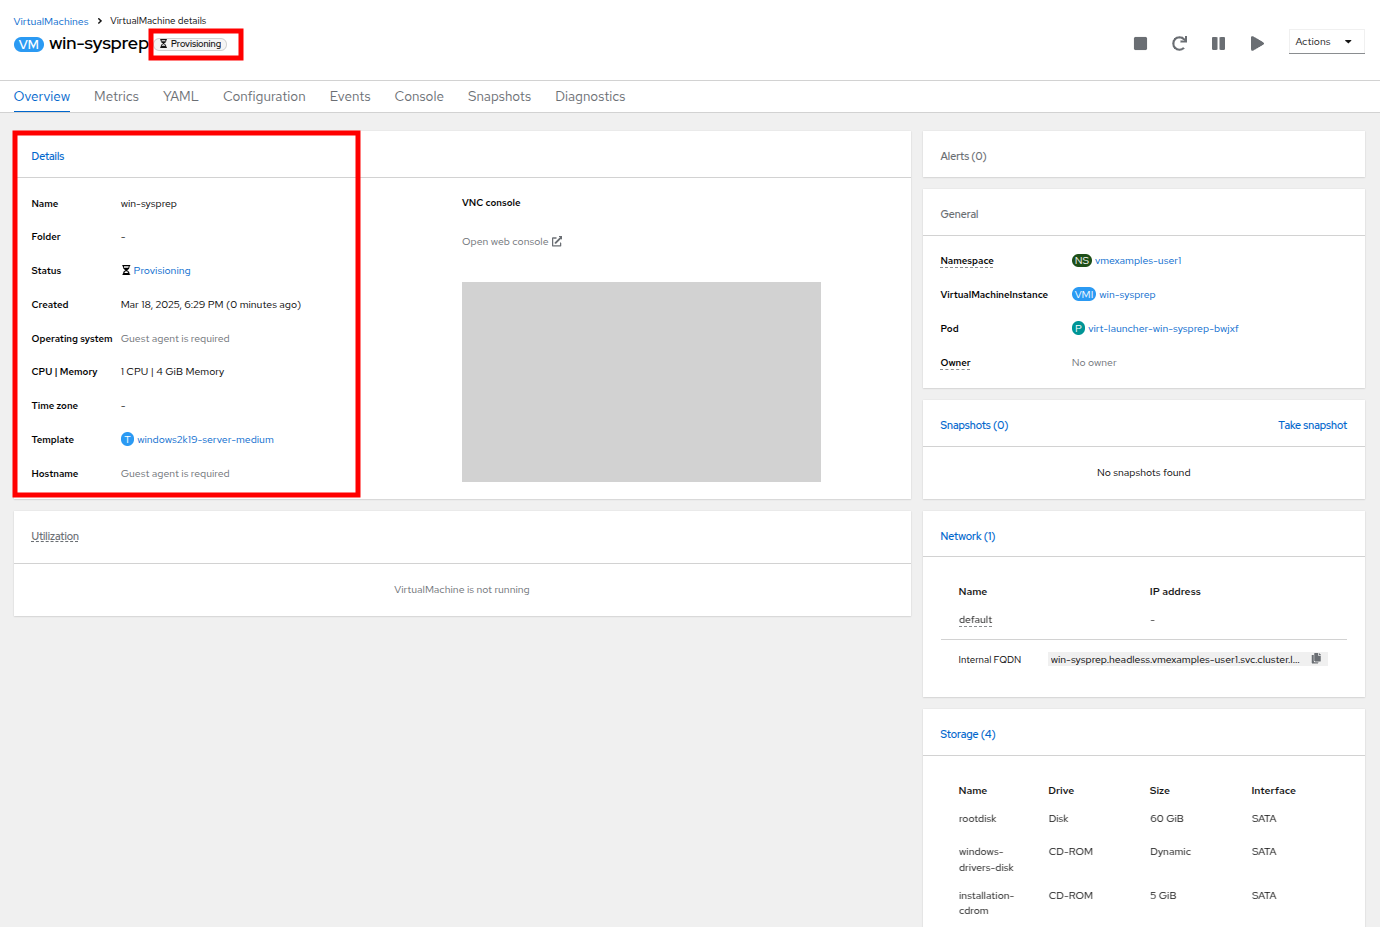 VirtualMachines > VirtualMachine details
VM win-sysprep Provisioning
Actions
Overview Metrics YAML Configuration Events Console Snapshots Diagnostics
Details
Name win-sysprep
Folder -
Status Provisioning
Created Mar 18, 2025, 6:29 PM (0 minutes ago)
Operating system Guest agent is required
CPU | Memory 1 CPU | 4 GiB Memory
Time zone -
Template T windows2k19-server-medium
Hostname Guest agent is required
VNC console
Open web console
Utilization
VirtualMachine is not running
Alerts (0)
General
Namespace NS vmexamples-user1
VirtualMachineInstance VMI win-sysprep
Pod P virt-launcher-win-sysprep-bwjxf
Owner No owner
Snapshots (0) Take snapshot
No snapshots found
Network (1)
Name IP address
default -
Internal FQDN win-sysprep.headless.vmexamples-user1.svc.cluster.l...
Storage (4)
Name Drive Size Interface
rootdisk Disk 60 GiB SATA
windows- CD-ROM Dynamic SATA
drivers-disk
installation- CD-ROM 5 GiB SATA
cdrom